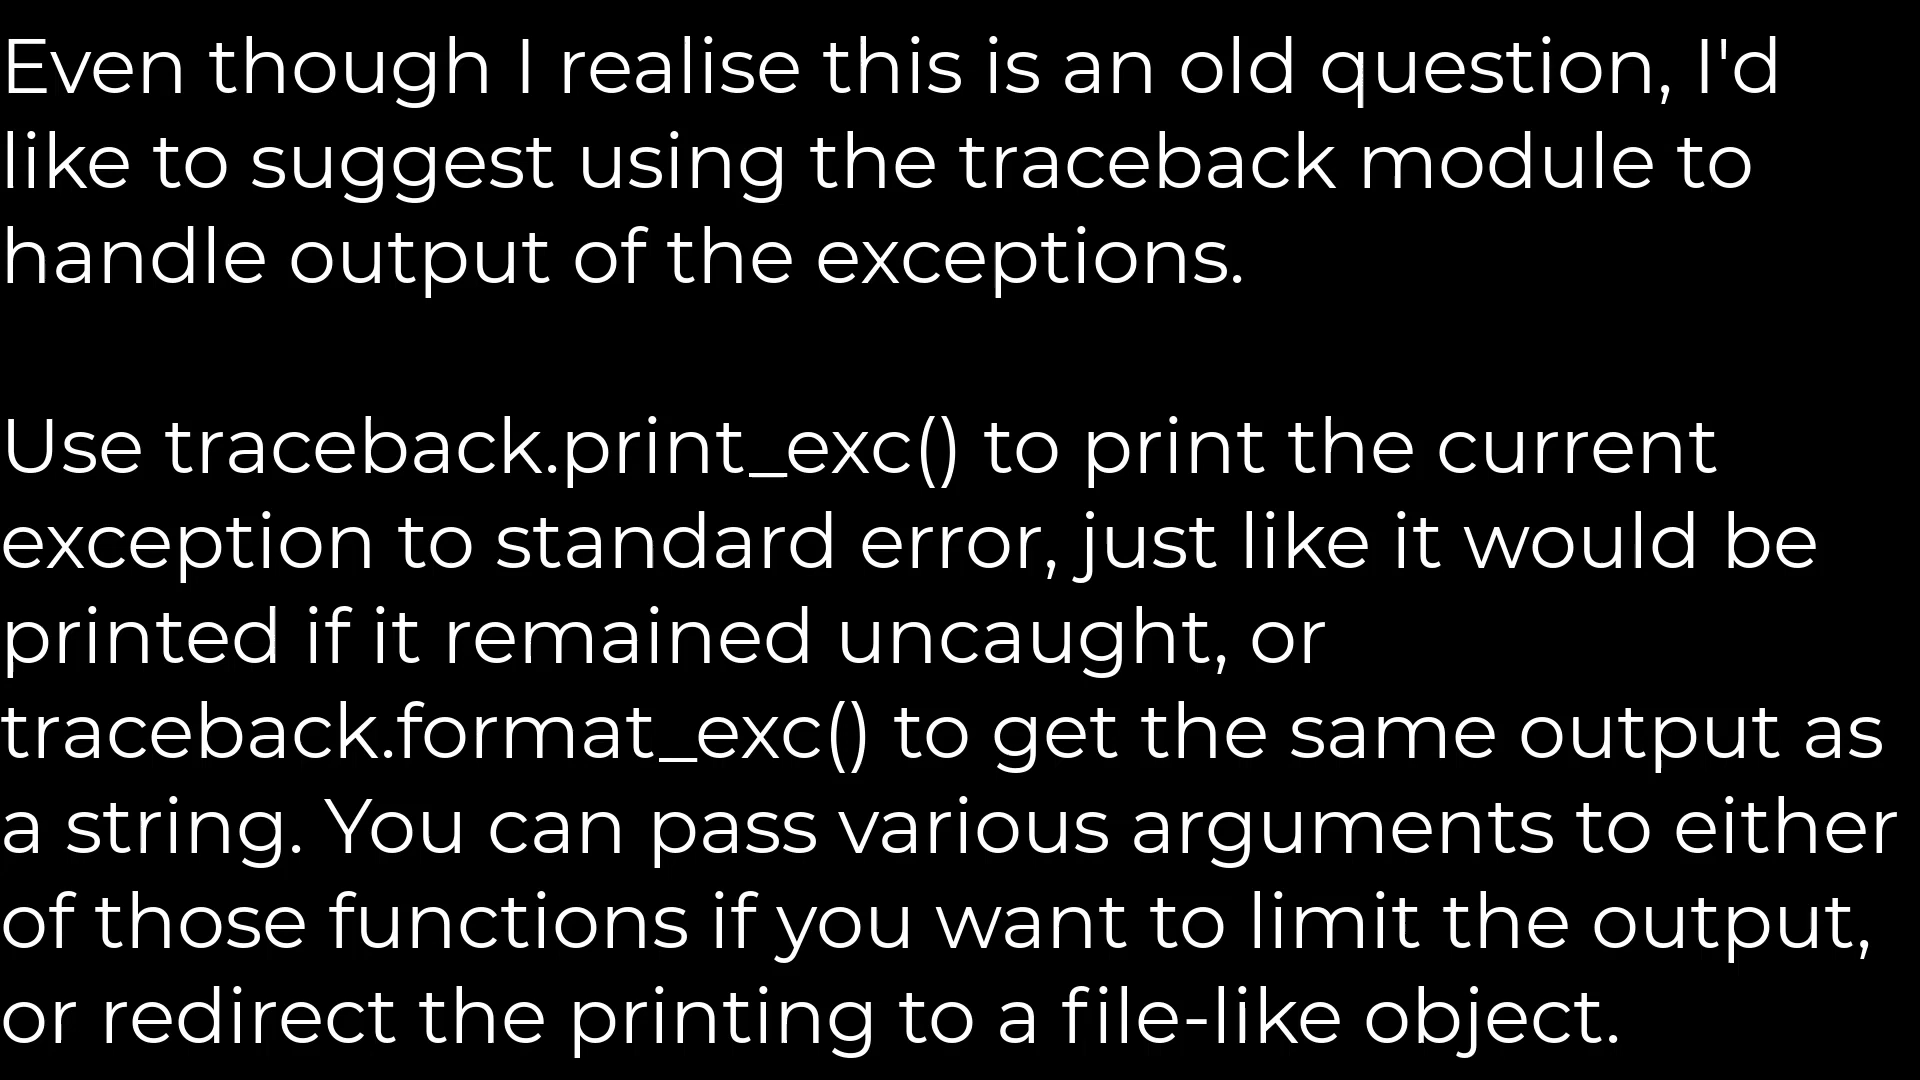 Even though I realise this is an old question, I'd
like to suggest using the traceback module to
handle output of the exceptions.
Use traceback.print_exc() to print the current
exception to standard error, just like it would be
printed if it remained uncaught, or
traceback.format_exc() to get the same output as
a string. You can pass various arguments to either
of those functions if you want to limit the output,
or redirect the printing to a file-like object.